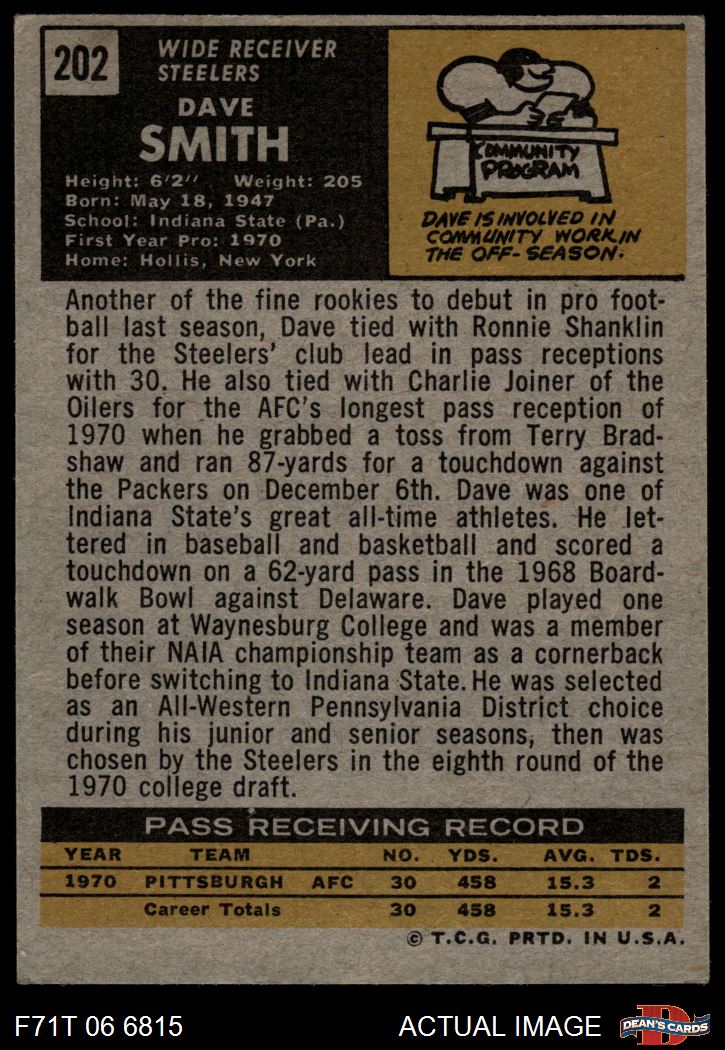 202
WIDE RECEIVER
STEELERS
DAVE
SMITH
Height: 6'2" Weight: 205
Born: May 18, 1947
School: Indiana State (Pa.)
First Year Pro: 1970
Home: Hollis, New York
COMMUNITY
PROGRAM
DAVE IS INVOLVED IN
COMMUNITY WORK IN
THE OFF-SEASON.
Another of the fine rookies to debut in pro foot-
ball last season, Dave tied with Ronnie Shanklin
for the Steelers' club lead in pass receptions
with 30. He also tied with Charlie Joiner of the
Oilers for the AFC's longest pass reception of
1970 when he grabbed a toss from Terry Brad-
shaw and ran 87-yards for a touchdown against
the Packers on December 6th. Dave was one of
Indiana State's great all-time athletes. He let-
tered in baseball and basketball and scored a
touchdown on a 62-yard pass in the 1968 Board-
walk Bowl against Delaware. Dave played one
season at Waynesburg College and was a member
of their NAIA championship team as a cornerback
before switching to Indiana State. He was selected
as an All-Western Pennsylvania District choice
during his junior and senior seasons, then was
chosen by the Steelers in the eighth round of the
1970 college draft.
PASS RECEIVING RECORD
YEAR TEAM NO. YDS. AVG. TDS.
1970 PITTSBURGH AFC 30 458 15.3 2
Career Totals 30 458 15.3 2
© T.C.G. PRTD. IN U.S.A.
F71T 06 6815 ACTUAL IMAGE
D
DEAN'S CARDS